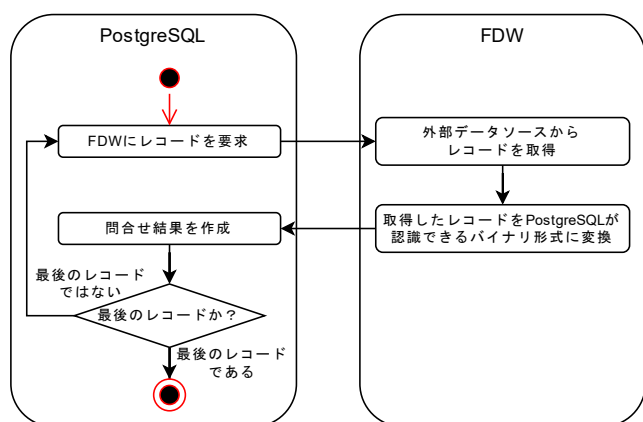 PostgreSQL
FDWにレコードを要求
問合せ結果を作成
最後のレコード
ではない
最後のレコードか？
最後のレコード
である
FDW
外部データソースから
レコードを取得
取得したレコードをPostgreSQLが
認識できるバイナリ形式に変換